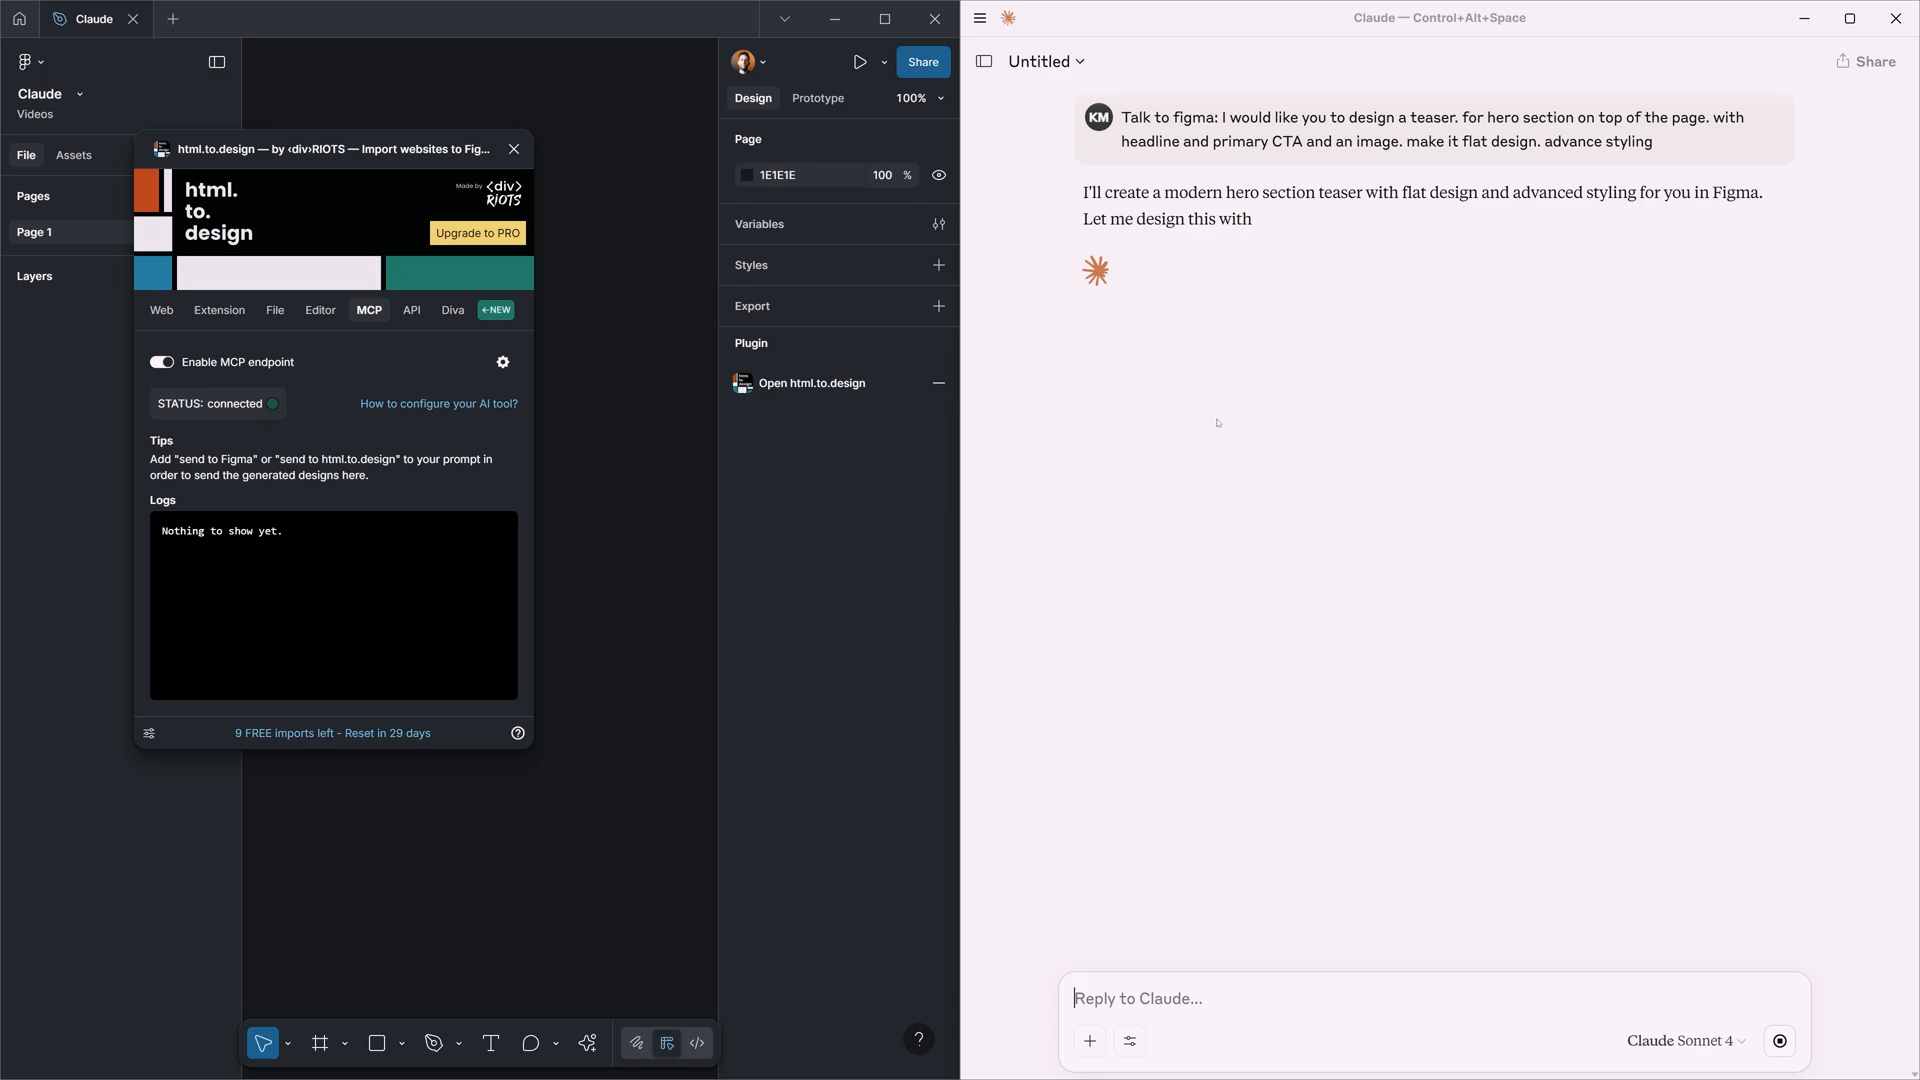 Claude
Claude
Videos
File
Assets
Pages
Page 1
Layers
html.to.design — by ‹div›RIOTS — Import websites to Fig...
html.
to.
design
Made by
<div>
RIOTS
Upgrade to PRO
Web
Extension
File
Editor
MCP
API
Diva
←NEW
Enable MCP endpoint
STATUS: connected
How to configure your AI tool?
Tips
Add "send to Figma" or "send to html.to.design" to your prompt in
order to send the generated designs here.
Logs
Nothing to show yet.
9 FREE imports left - Reset in 29 days
Share
Design
Prototype
100%
Page
1E1E1E
100
%
Variables
Styles
Export
Plugin
Open html.to.design
Claude — Control+Alt+Space
Untitled
Share
KM
Talk to figma: I would like you to design a teaser. for hero section on top of the page. with
headline and primary CTA and an image. make it flat design. advance styling
I'll create a modern hero section teaser with flat design and advanced styling for you in Figma.
Let me design this with
Reply to Claude...
Claude Sonnet 4